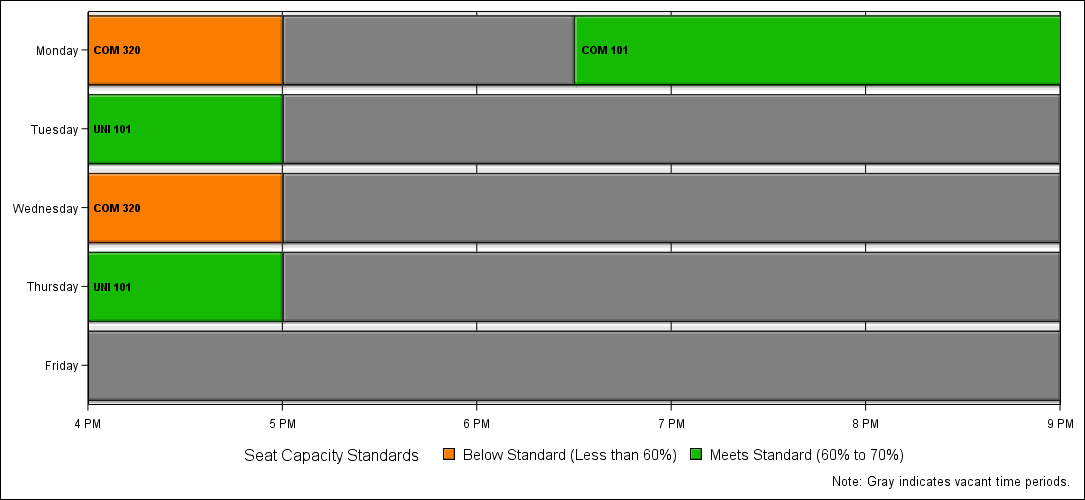 Monday
COM 320
COM 101
Tuesday
UNI 101
Wednesday
COM 320
Thursday
UNI 101
Friday
4 PM 5 PM 6 PM 7 PM 8 PM 9 PM
Seat Capacity Standards Below Standard (Less than 60%) Meets Standard (60% to 70%)
Note: Gray indicates vacant time periods.